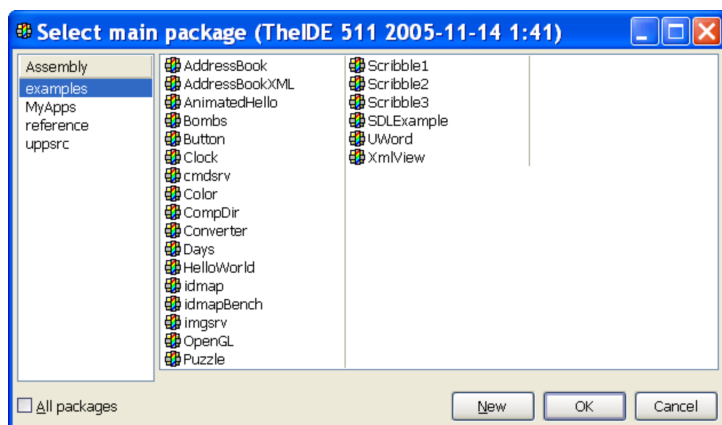 Select main package (TheIDE 511 2005-11-14 1:41)
Assembly
examples
MyApps
reference
uppsrc
AddressBook
AddressBookXML
AnimatedHello
Bombs
Button
Clock
cmdsrv
Color
CompDir
Converter
Days
HelloWorld
idmap
idmapBench
imgsrv
OpenGL
Puzzle
Scribble1
Scribble2
Scribble3
SDLExample
UWord
XmlView
All packages
New
OK
Cancel